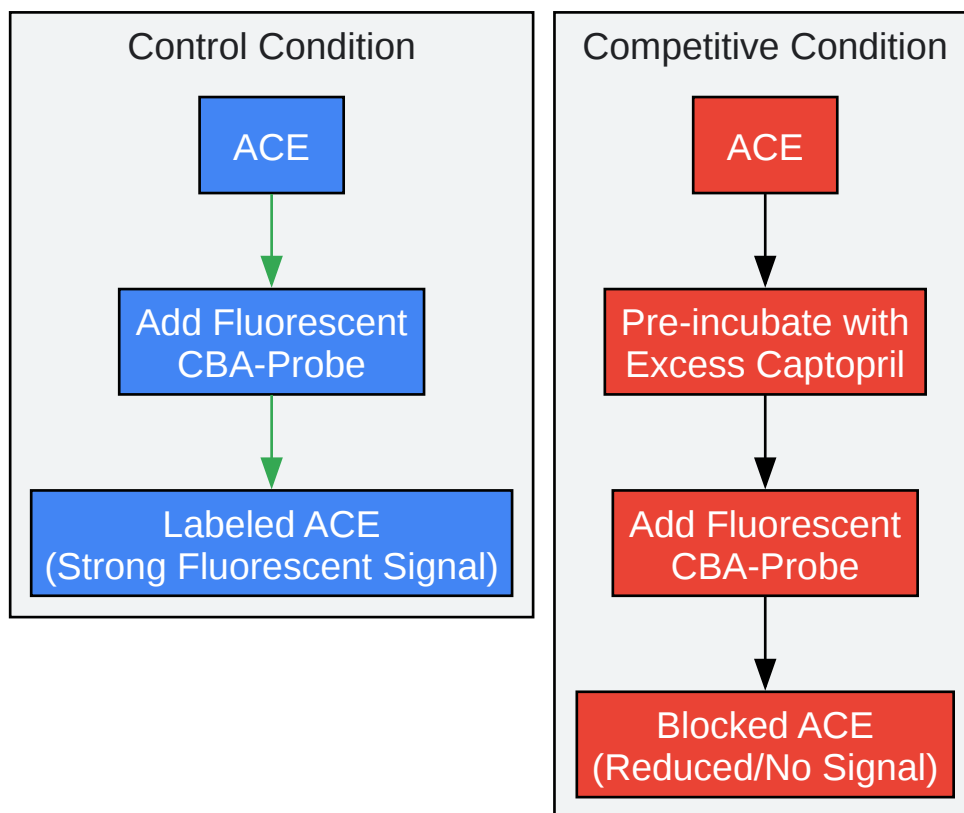 Control Condition
ACE
Add Fluorescent
CBA-Probe
Labeled ACE
(Strong Fluorescent Signal)
Competitive Condition
ACE
Pre-incubate with
Excess Captopril
Add Fluorescent
CBA-Probe
Blocked ACE
(Reduced/No Signal)